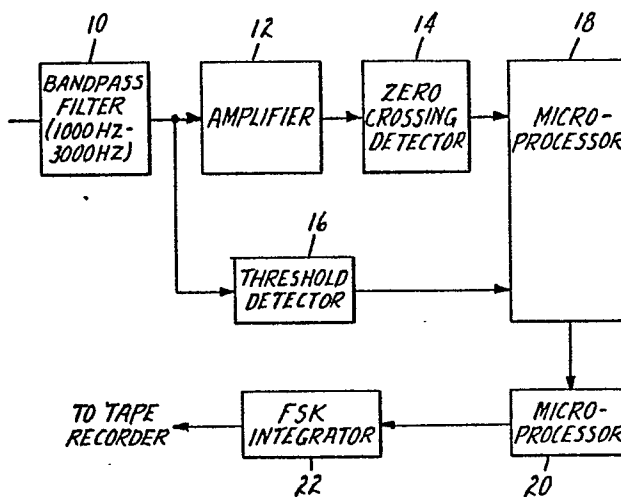 10
12
14
18
BANDPASS
FILTER
(1000 HZ-
3000 HZ)
AMPLIFIER
ZERO
CROSSING
DETECTOR
MICRO-
PROCESSOR
16
THRESHOLD
DETECTOR
TO TAPE
RECORDER
FSK
INTEGRATOR
22
MICRO-
PROCESSOR
20